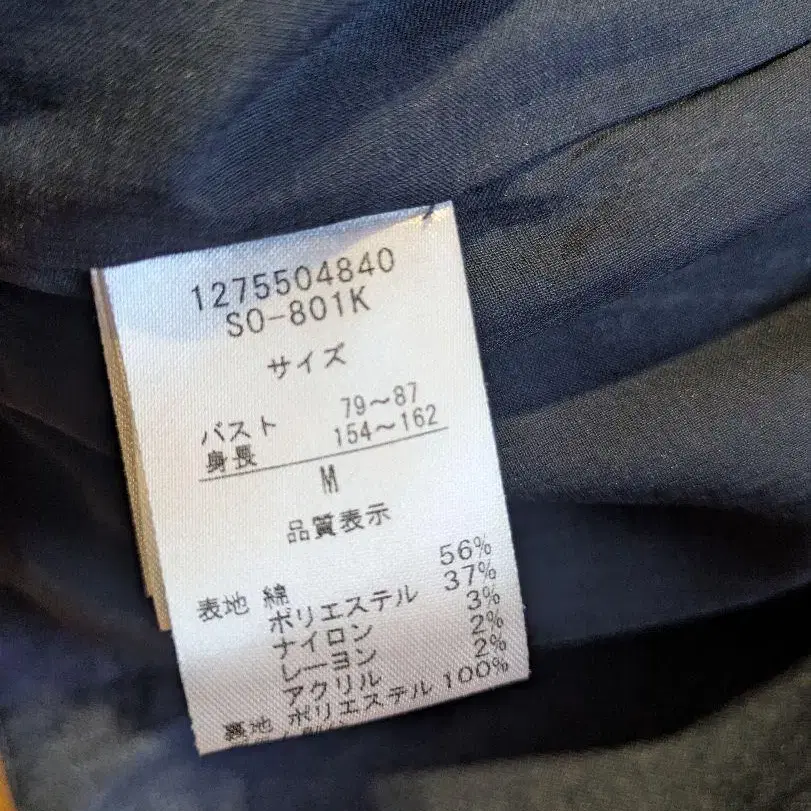 1275504840
SO-801K
サイズ
バスト 79～87
身長 154～162
M
品質表示
表地 綿 56%
ポリエステル 37%
ナイロン 3%
レーヨン 2%
アクリル 2%
裏地 ポリエステル 100%